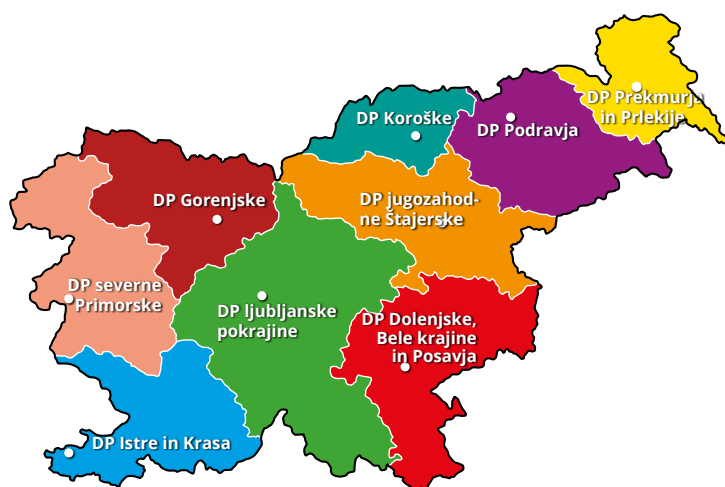 DP Prekmurja
in Prlekije
DP Koroške
DP Podravja
DP Gorenjske
DP jugozahod-
ne Štajerske
DP severne
Primorske
DP ljubljanske
pokrajine
DP Dolenjske,
Bele krajine
in Posavja
DP Istre in Krasa